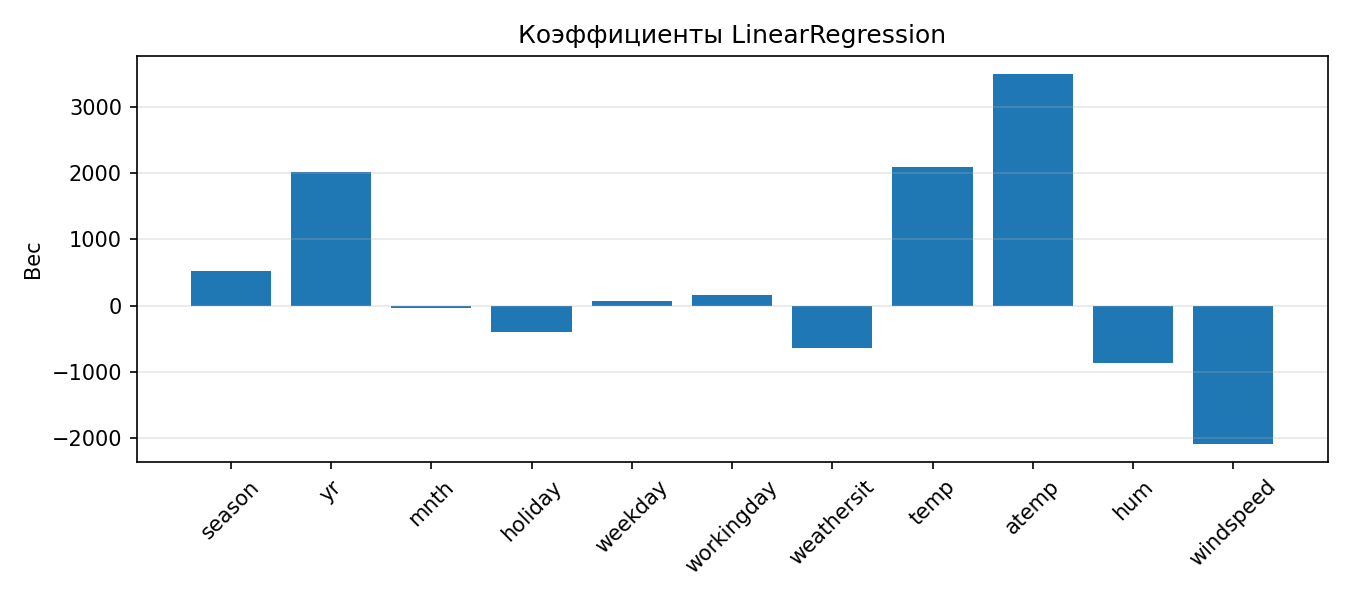 Коэффициенты LinearRegression
Вес
3000
2000
1000
0
−1000
−2000
season
yr
mnth
holiday
weekday
workingday
weathersit
temp
atemp
hum
windspeed